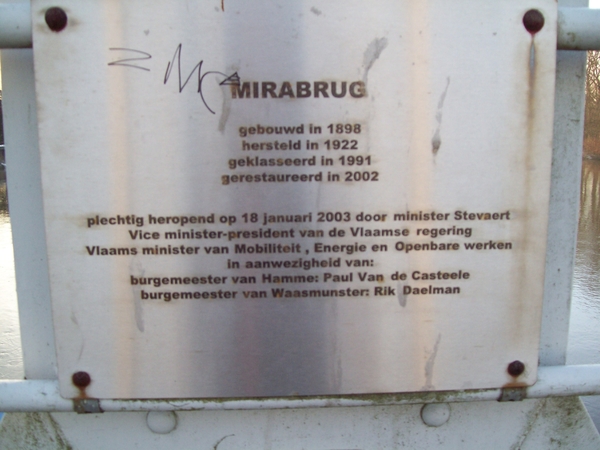 MIRABRUG
gebouwd in 1898
hersteld in 1922
geklasseerd in 1991
gerestaureerd in 2002
plechtig heropend op 18 januari 2003 door minister Stevaert
Vice minister-president van de Vlaamse regering
Vlaams minister van Mobiliteit , Energie en Openbare werken
in aanwezigheid van:
burgemeester van Hamme: Paul Van de Casteele
burgemeester van Waasmunster: Rik Daelman